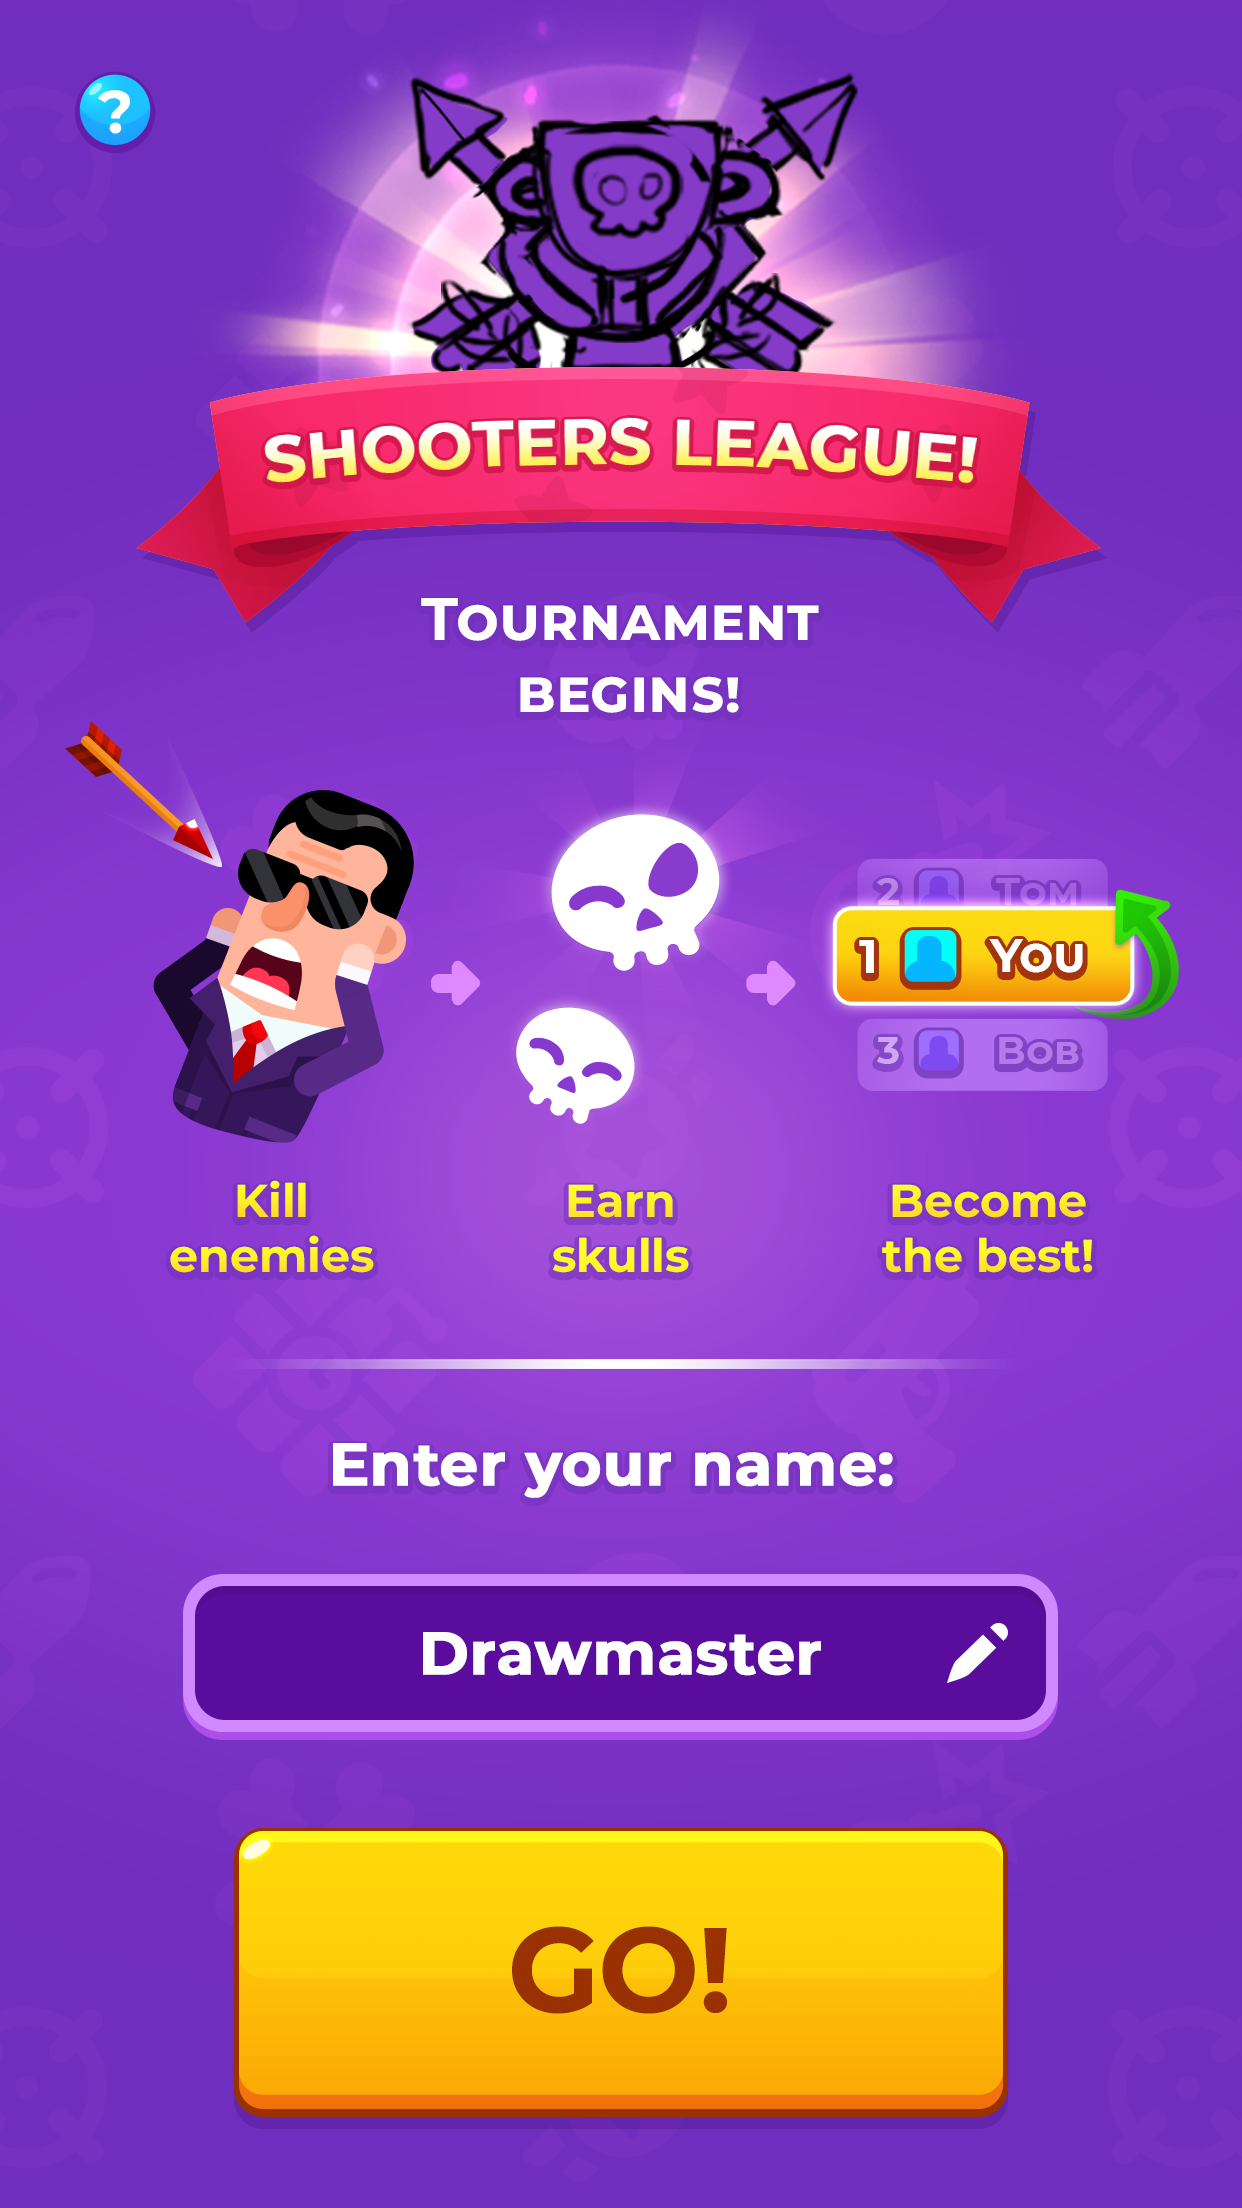 ?
SHOOTERS LEAGUE!
TOURNAMENT
BEGINS!
2 TOM
1 YOU
3 BOB
Kill
enemies
Earn
skulls
Become
the best!
Enter your name:
Drawmaster
GO!